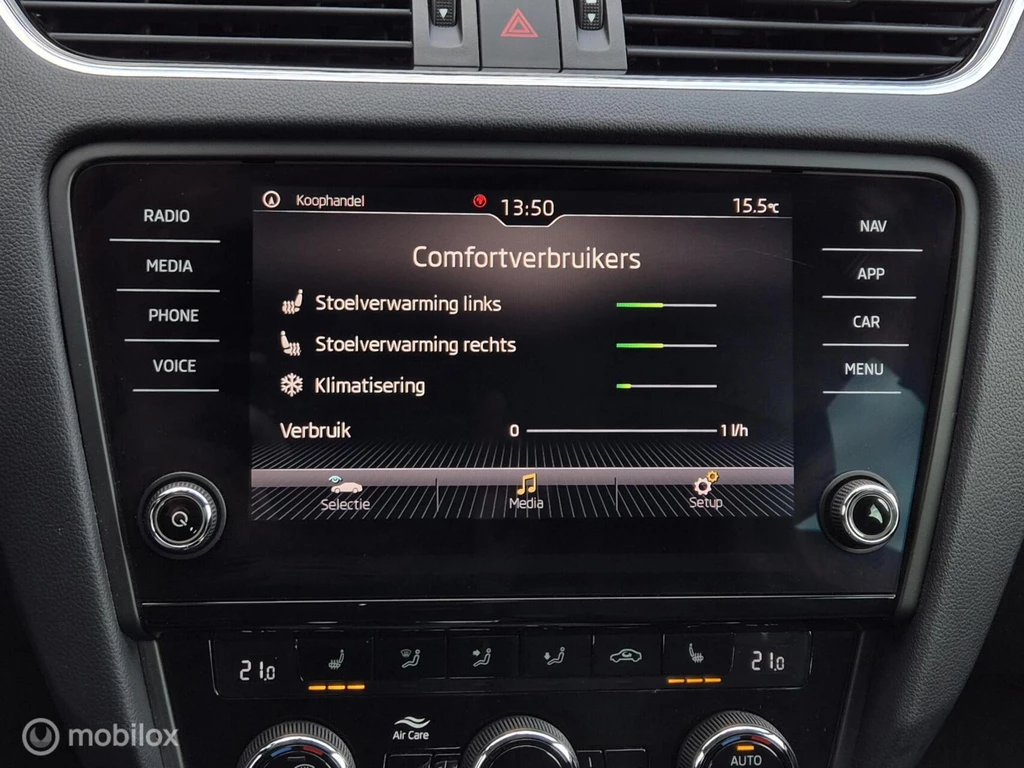 Koophandel 13:50 15.5°C
RADIO
MEDIA
PHONE
VOICE
Comfortverbruikers
Stoelverwarming links
Stoelverwarming rechts
Klimatisering
Verbruik 0 1 l/h
Selectie Media Setup
NAV
APP
CAR
MENU
21.0 21.0
Air Care
AUTO
mobilox